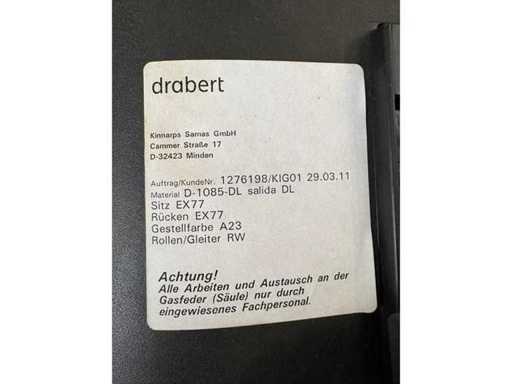 drabert
Kinnarps Samas GmbH
Cammer Straße 17
D-32423 Minden
Auftrag/KundeNr. 1276198/KIG01 29.03.11
Material D-1085-DL salida DL
Sitz EX77
Rücken EX77
Gestellfarbe A23
Rollen/Gleiter RW
Achtung!
Alle Arbeiten und Austausch an der
Gasfeder (Säule) nur durch
eingewiesenes Fachpersonal.